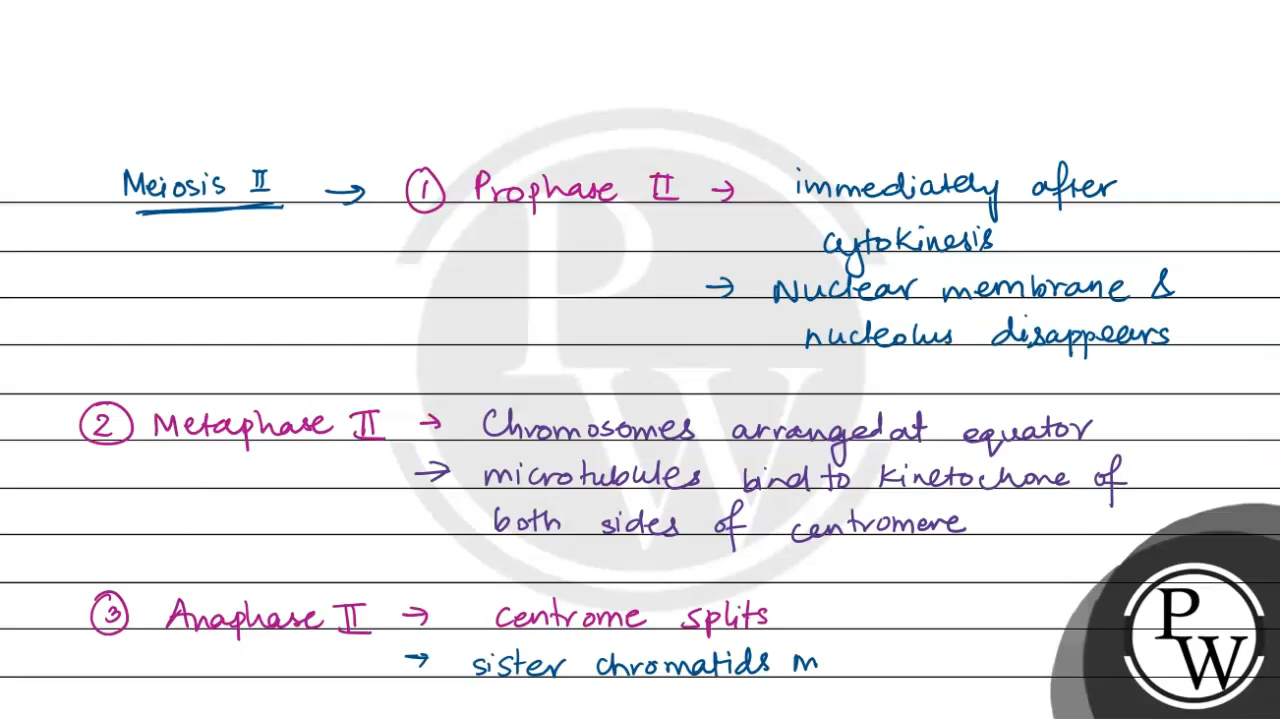 Meiosis II → ① Prophase II → immediately after
cytokinesis
→ Nuclear membrane &
nucleolus disappears
② Metaphase II → Chromosomes arranged at equator
→ microtubules bind to kinetochore of
both sides of centromere
③ Anaphase II → centrome splits
→ sister chromatids m
P
W
P
W